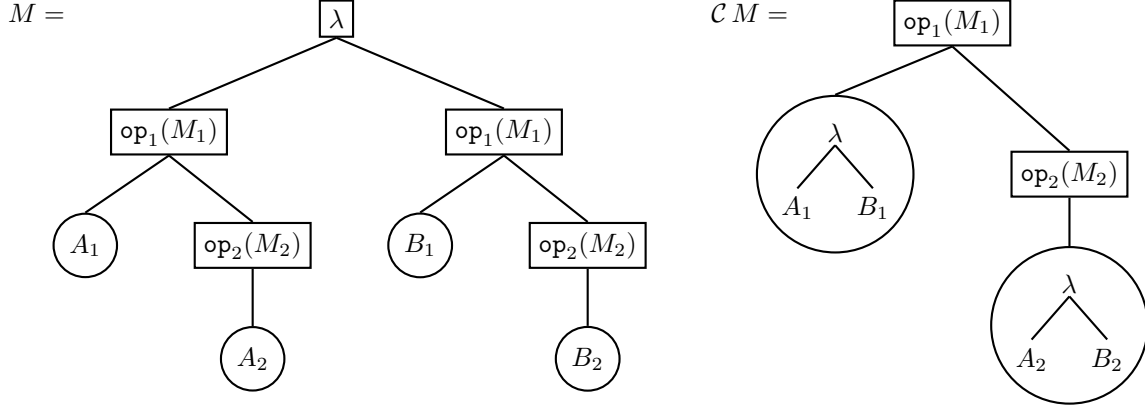 M = λ 𝒞 M = op₁(M₁)
op₁(M₁) op₁(M₁)
λ
op₂(M₂)
A₁ B₁
A₁ op₂(M₂) B₁ op₂(M₂)
λ
A₂ B₂ A₂ B₂